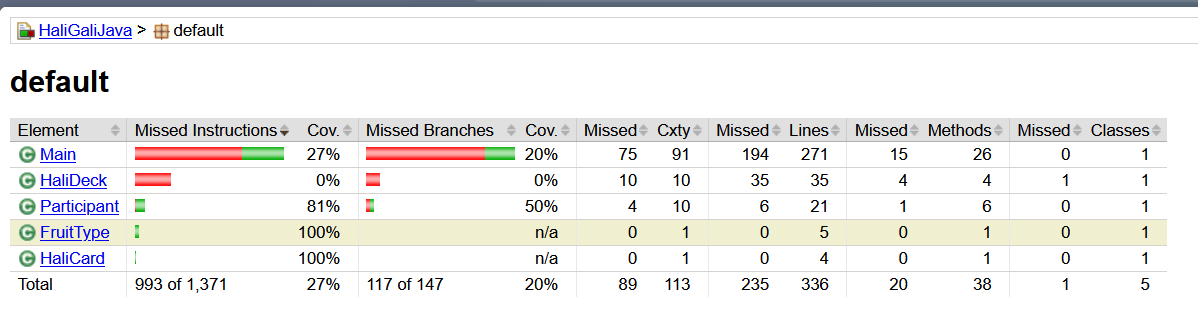 HaliGaliJava > default
default
Element Missed Instructions Cov. Missed Branches Cov. Missed Cxty Missed Lines Missed Methods Missed Classes
Main 27% 20% 75 91 194 271 15 26 0 1
HaliDeck 0% 0% 10 10 35 35 4 4 1 1
Participant 81% 50% 4 10 6 21 1 6 0 1
FruitType 100% n/a 0 1 0 5 0 1 0 1
HaliCard 100% n/a 0 1 0 4 0 1 0 1
Total 993 of 1,371 27% 117 of 147 20% 89 113 235 336 20 38 1 5